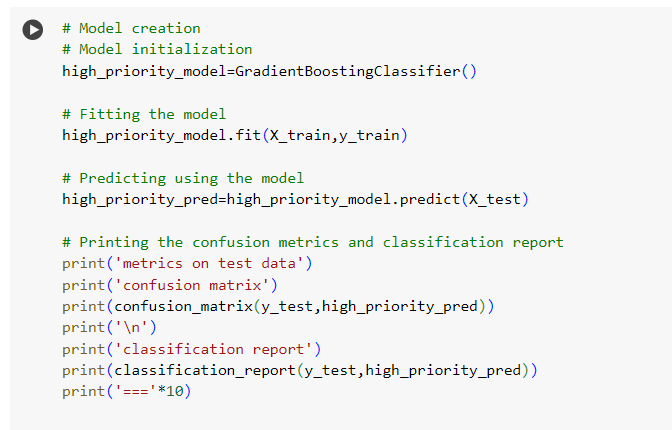 # Model creation
# Model initialization
high_priority_model=GradientBoostingClassifier()
# Fitting the model
high_priority_model.fit(X_train,y_train)
# Predicting using the model
high_priority_pred=high_priority_model.predict(X_test)
# Printing the confusion metrics and classification report
print('metrics on test data')
print('confusion matrix')
print(confusion_matrix(y_test,high_priority_pred))
print('\n')
print('classification report')
print(classification_report(y_test,high_priority_pred))
print('==='*10)